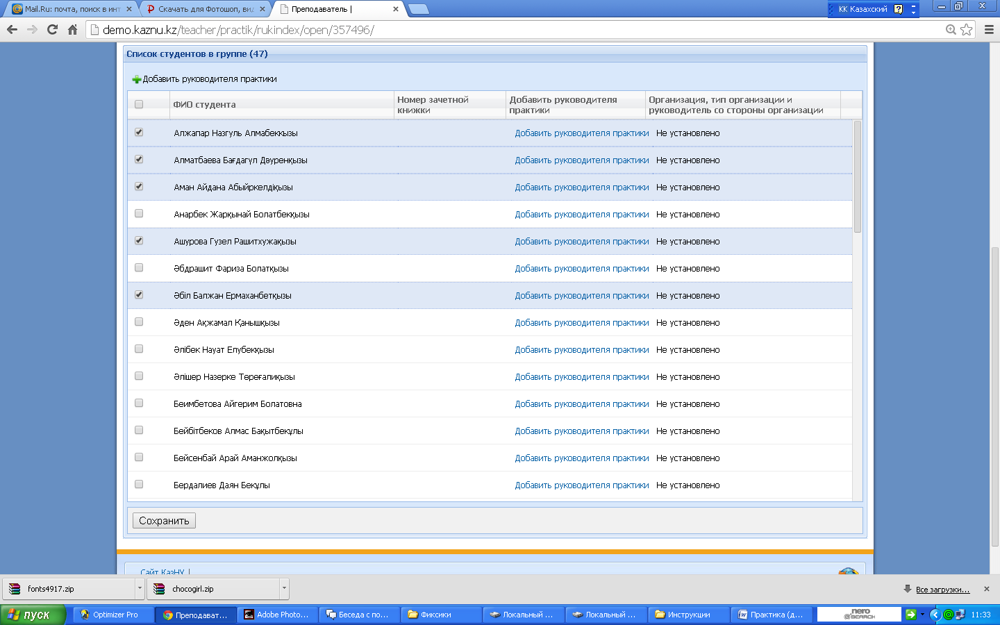 Mail.Ru: почта, поиск в инт
Скачать для Фотошоп, вид
Преподаватель |
KK Казахский
demo.kaznu.kz/teacher/practik/rukindex/open/357496/
Список студентов в группе (47)
Добавить руководителя практики
ФИО студента
Номер зачетной книжки
Добавить руководителя практики
Организация, тип организации и руководитель со стороны организации
Алжапар Назгуль Алмабеккызы Добавить руководителя практики Не установлено
Алматбаева Бағдагүл Дәуренқызы Добавить руководителя практики Не установлено
Аман Айдана Абыйркелдіқызы Добавить руководителя практики Не установлено
Анарбек Жарқынай Болатбекқызы Добавить руководителя практики Не установлено
Ашурова Гузел Рашитхужақызы Добавить руководителя практики Не установлено
Әбдрашит Фариза Болатқызы Добавить руководителя практики Не установлено
Әбіл Балжан Ермаханбетқызы Добавить руководителя практики Не установлено
Әден Ақжамал Қанышқызы Добавить руководителя практики Не установлено
Әлібек Науат Елубекқызы Добавить руководителя практики Не установлено
Әлішер Назерке Төреғалиқызы Добавить руководителя практики Не установлено
Беимбетова Айгерим Болатовна Добавить руководителя практики Не установлено
Бейбітбеков Алмас Бақытбекұлы Добавить руководителя практики Не установлено
Бейсенбай Арай Аманжолқызы Добавить руководителя практики Не установлено
Бердалиев Даян Бекұлы Добавить руководителя практики Не установлено
Сохранить
Сайт КазНУ |
fonts4917.zip
chocogirl.zip
Все загрузки...
пуск
Optimizer Pro
Преподават...
Adobe Photo...
Беседа с по...
Фиксики
Локальный ...
Локальный ...
Инструкции
Практика (д...
nero
SEARCH
11:33